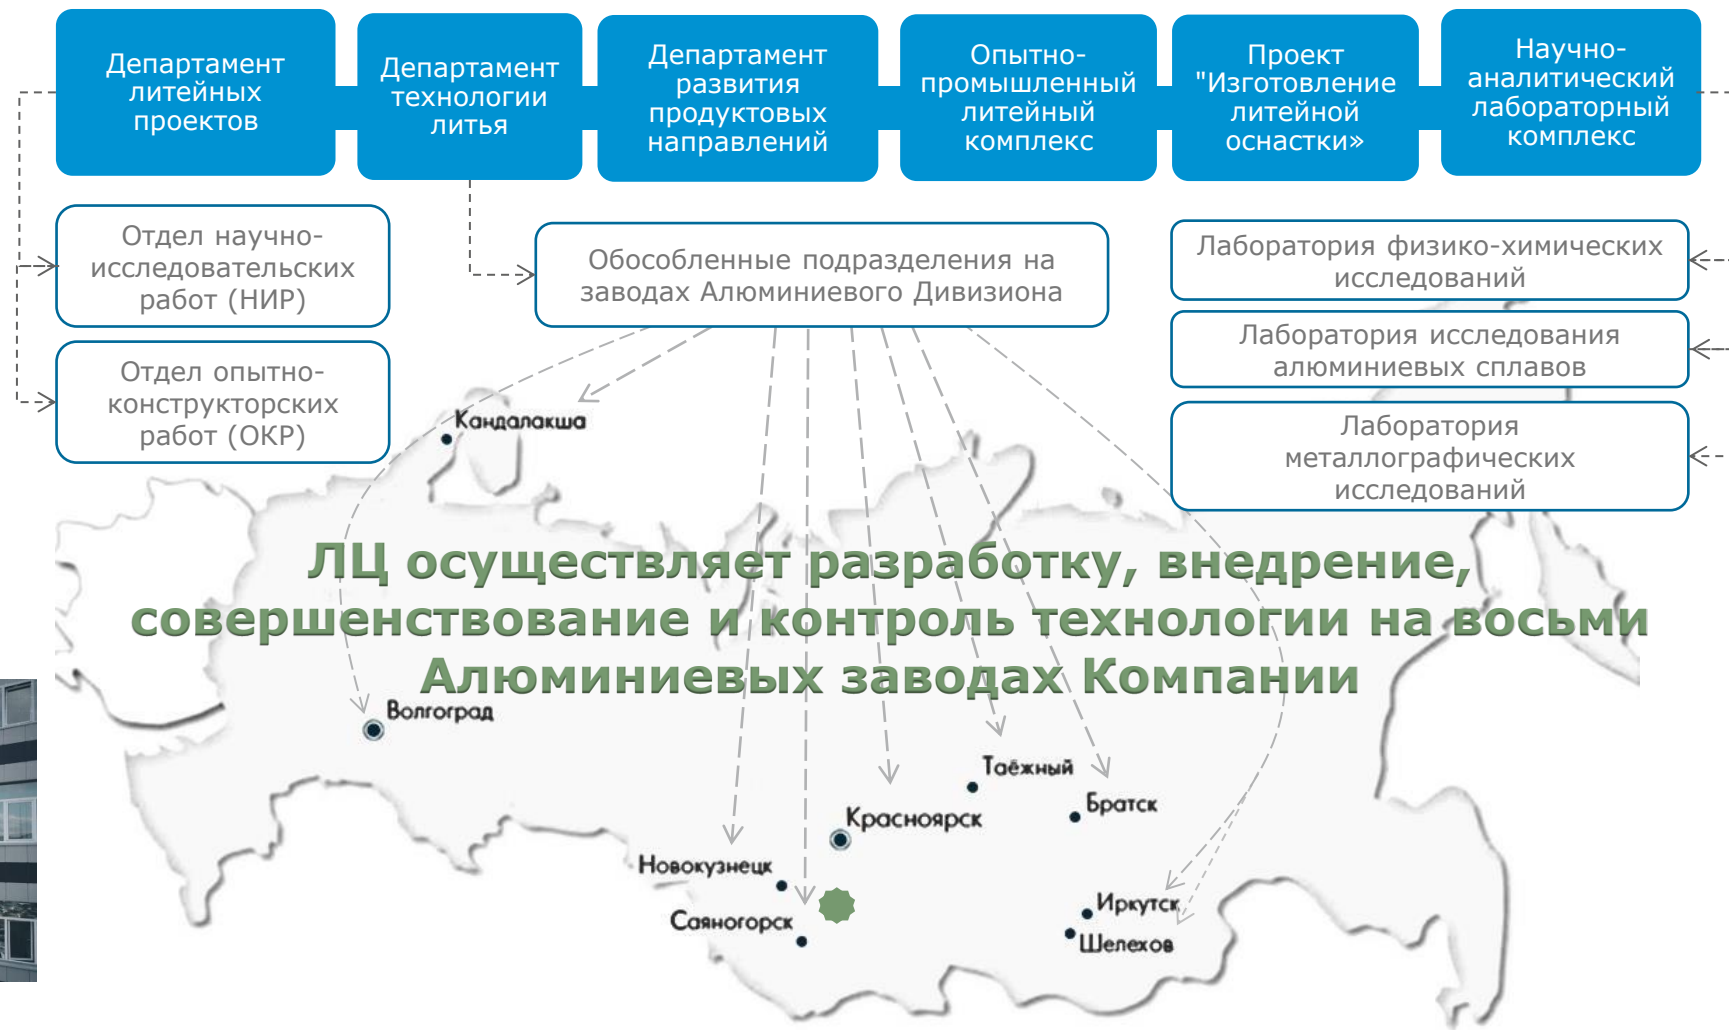 Департамент
литейных
проектов
Департамент
технологии
литья
Департамент
развития
продуктовых
направлений
Опытно-
промышленный
литейный
комплекс
Проект
"Изготовление
литейной
оснастки»
Научно-
аналитический
лабораторный
комплекс
Отдел научно-
исследовательских
работ (НИР)
Отдел опытно-
конструкторских
работ (ОКР)
Обособленные подразделения на
заводах Алюминиевого Дивизиона
Лаборатория физико-химических
исследований
Лаборатория исследования
алюминиевых сплавов
Лаборатория
металлографических
исследований
Кандалакша
ЛЦ осуществляет разработку, внедрение,
совершенствование и контроль технологии на восьми
Алюминиевых заводах Компании
Волгоград
Таёжный
Братск
Красноярск
Новокузнецк
Саяногорск
Иркутск
Шелехов